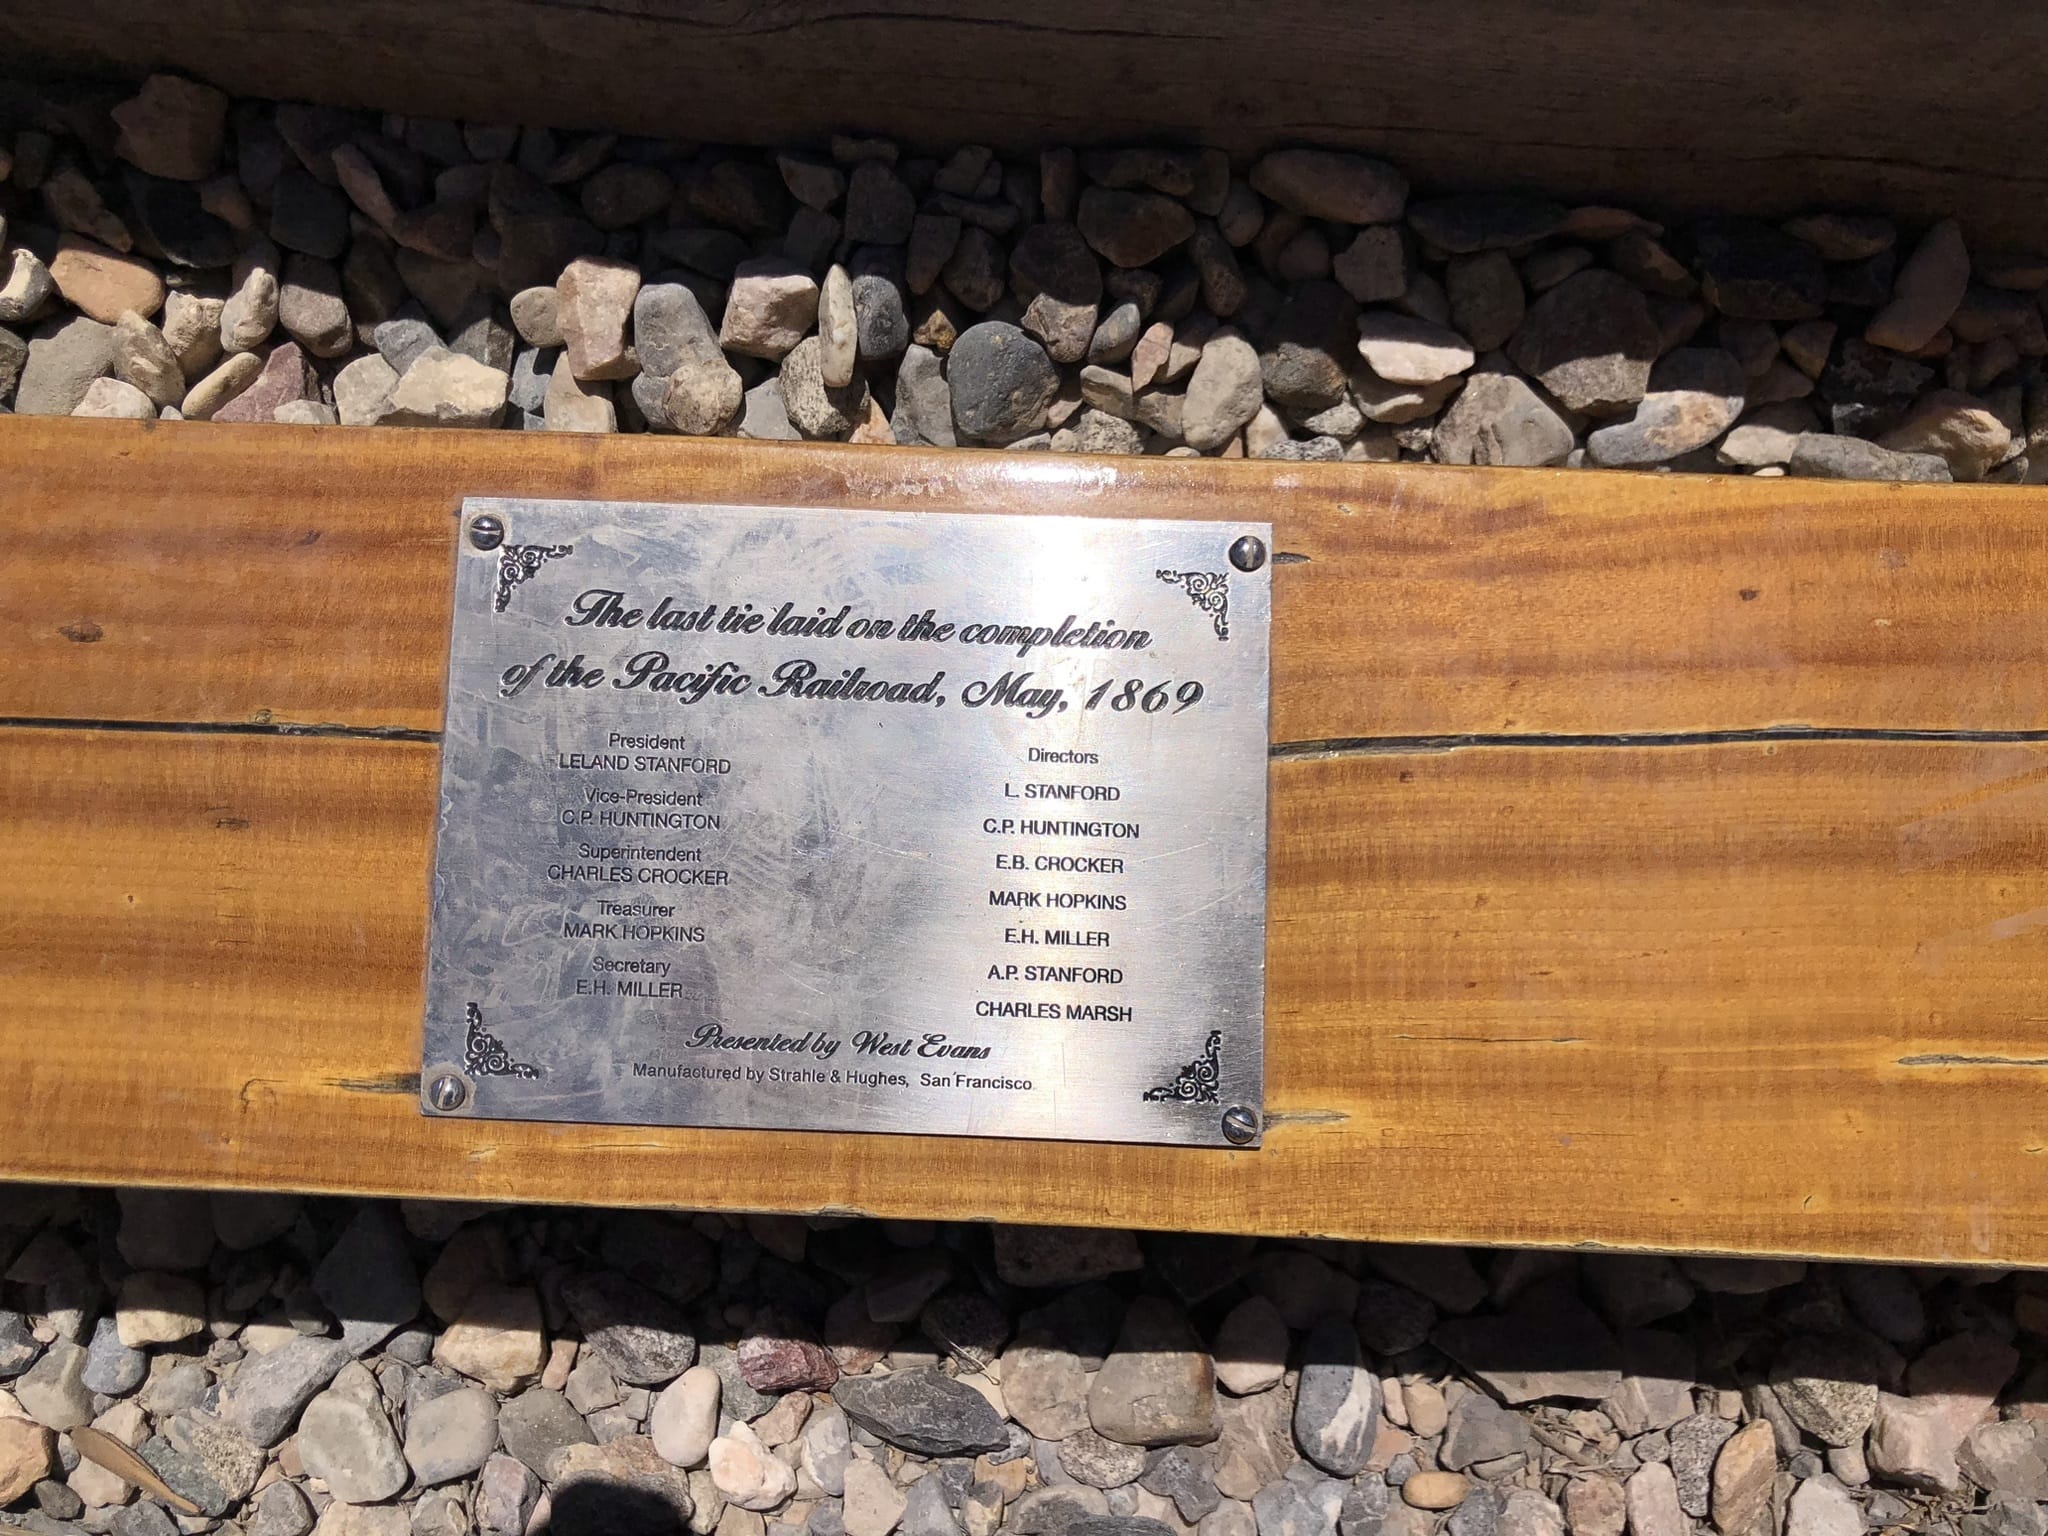 The last tie laid on the completion
of the Pacific Railroad, May, 1869
President
LELAND STANFORD
Vice-President
C.P. HUNTINGTON
Superintendent
CHARLES CROCKER
Treasurer
MARK HOPKINS
Secretary
E.H. MILLER
Directors
L. STANFORD
C.P. HUNTINGTON
E.B. CROCKER
MARK HOPKINS
E.H. MILLER
A.P. STANFORD
CHARLES MARSH
Presented by West Evans
Manufactured by Strahle & Hughes, San Francisco